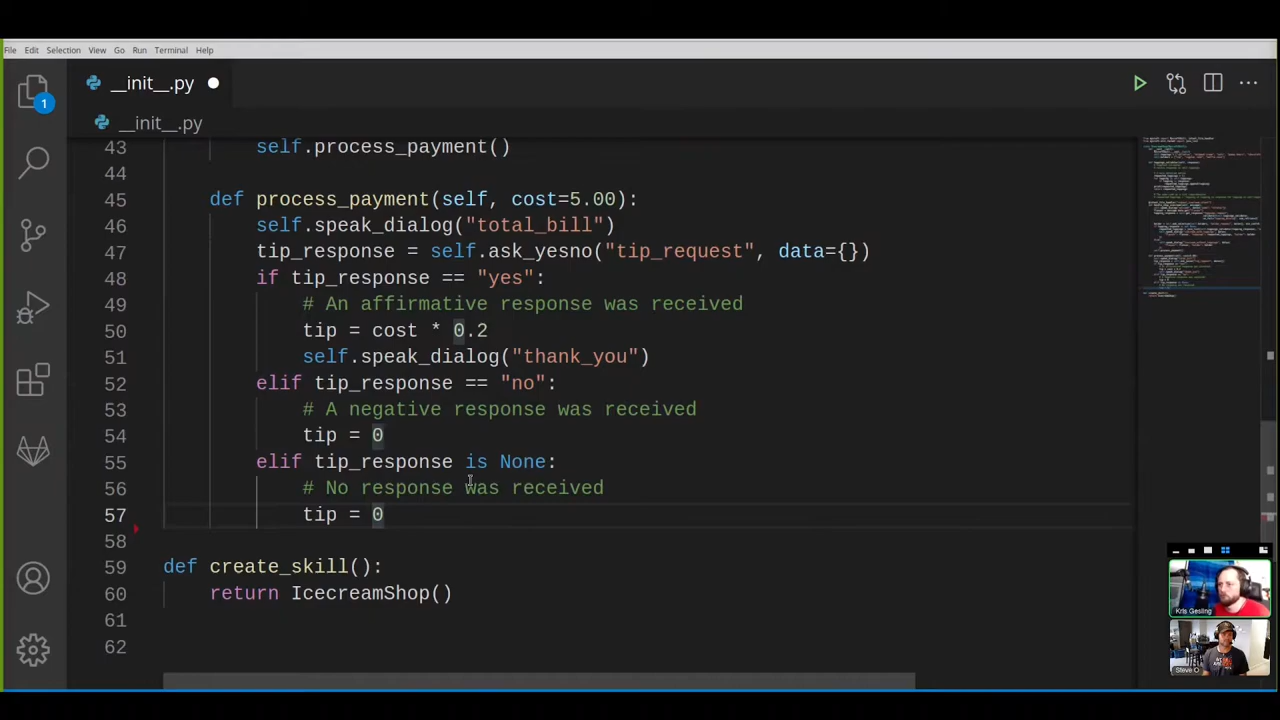 File Edit Selection View Go Run Terminal Help
__init__.py
1
__init__.py
43 self.process_payment()
44
45 def process_payment(self, cost=5.00):
46 self.speak_dialog("total_bill")
47 tip_response = self.ask_yesno("tip_request", data={})
48 if tip_response == "yes":
49 # An affirmative response was received
50 tip = cost * 0.2
51 self.speak_dialog("thank_you")
52 elif tip_response == "no":
53 # A negative response was received
54 tip = 0
55 elif tip_response is None:
56 # No response was received
57 tip = 0
58
59 def create_skill():
60 return IcecreamShop()
61
62
Kris Gesling
Steve O